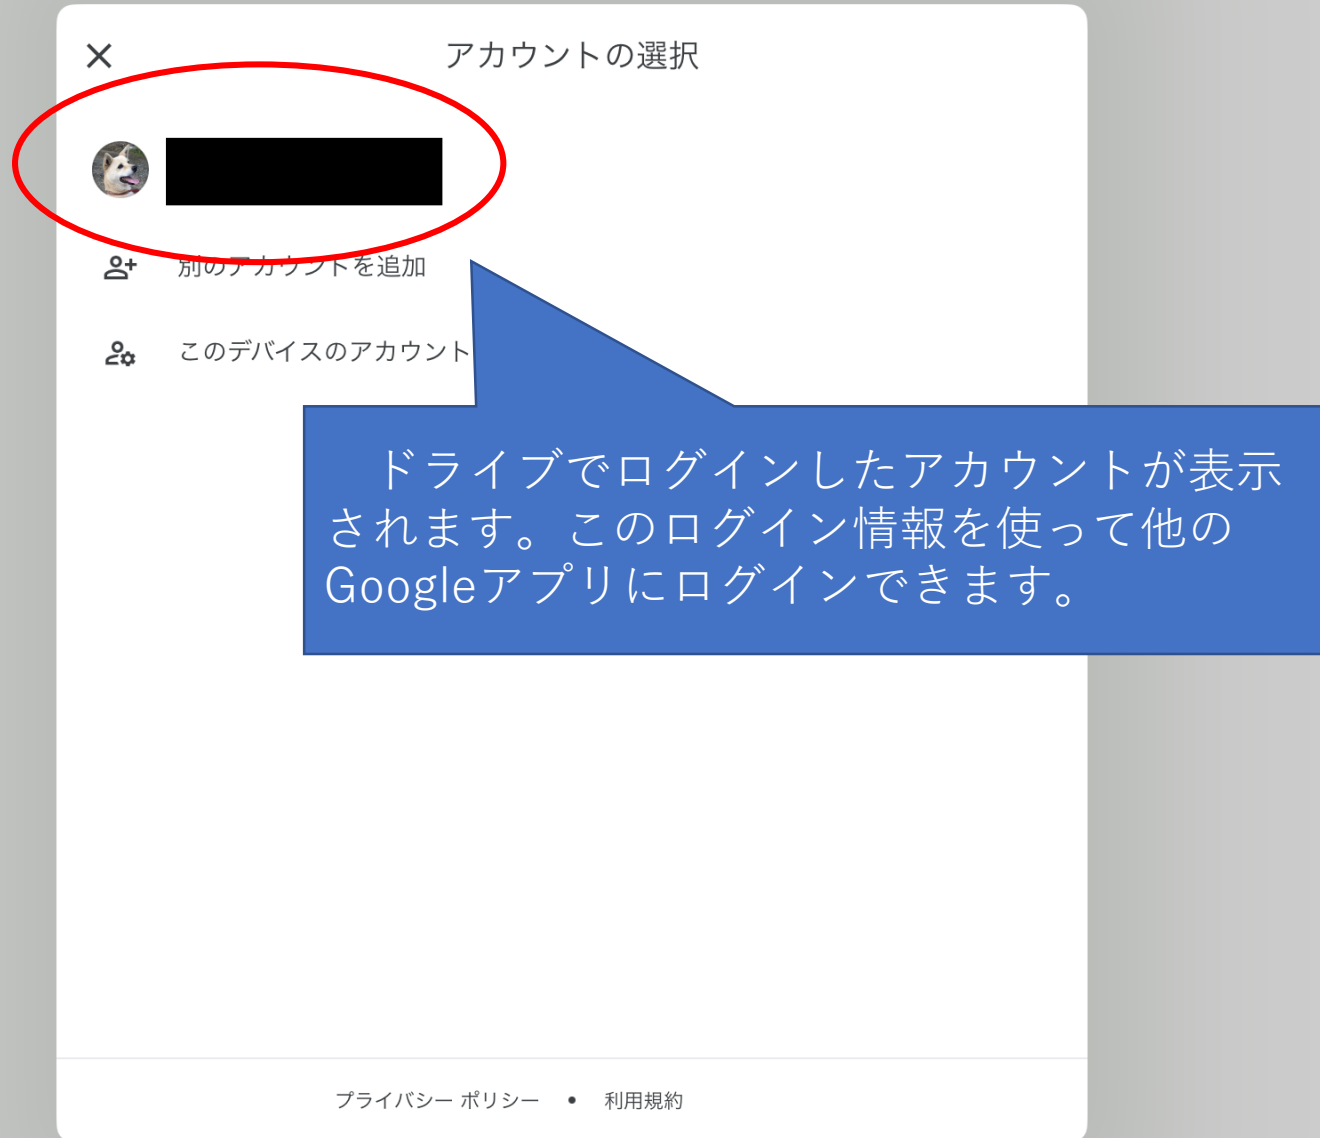 アカウントの選択
別のアカウントを追加
このデバイスのアカウント
ドライブでログインしたアカウントが表示
されます。このログイン情報を使って他の
Googleアプリにログインできます。
プライバシー ポリシー • 利用規約